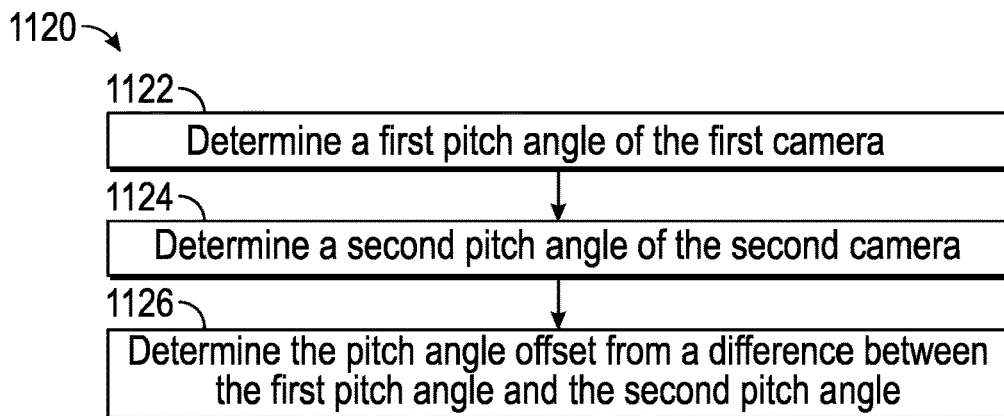 1120
1122
Determine a first pitch angle of the first camera
1124
Determine a second pitch angle of the second camera
1126
Determine the pitch angle offset from a difference between
the first pitch angle and the second pitch angle